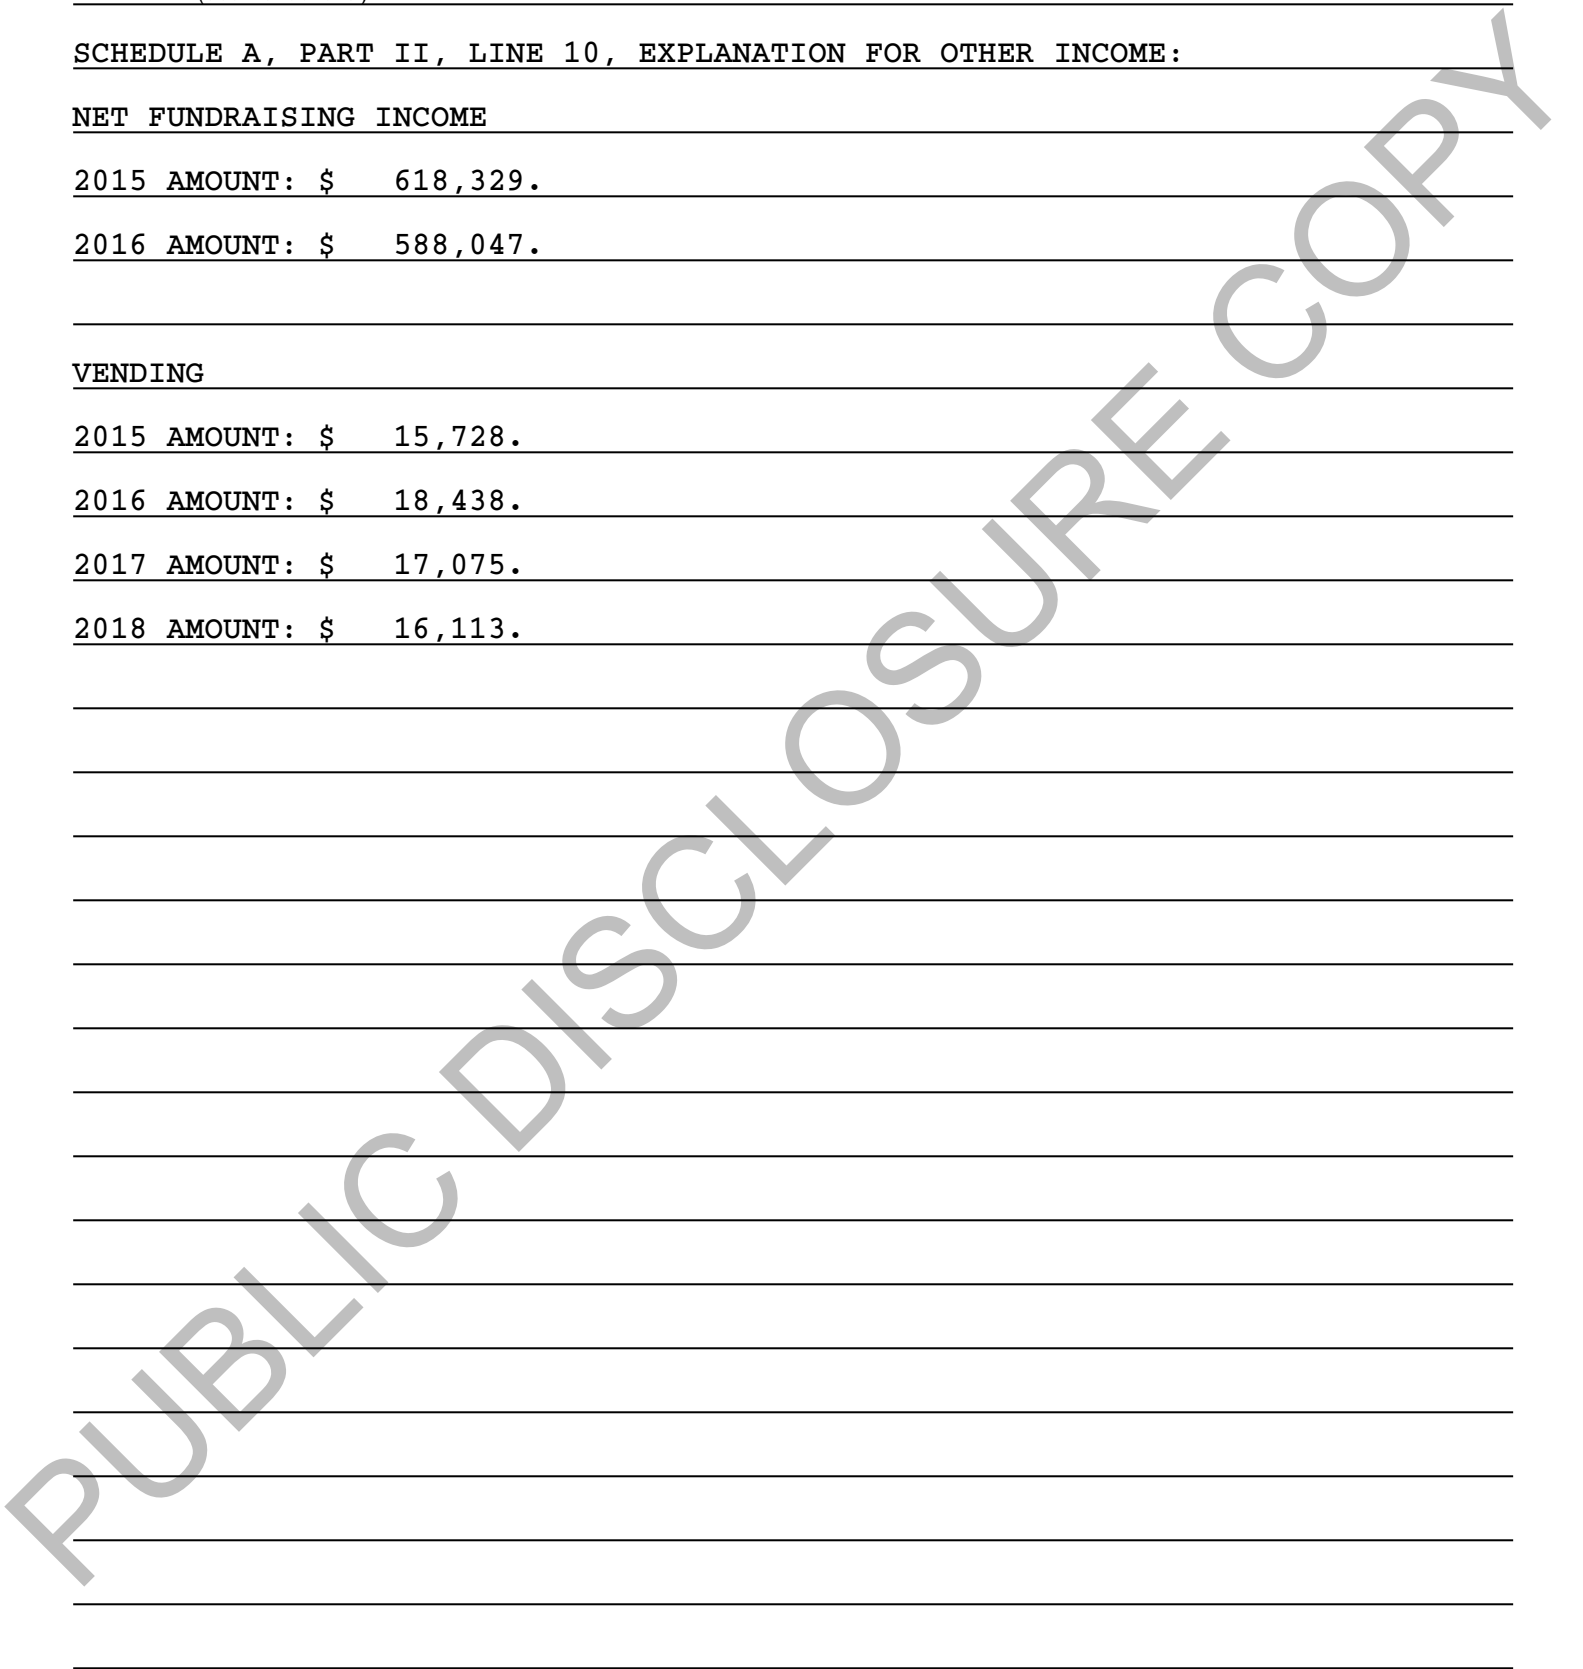 SCHEDULE A, PART II, LINE 10, EXPLANATION FOR OTHER INCOME:
NET FUNDRAISING INCOME
2015 AMOUNT: $ 618,329.
2016 AMOUNT: $ 588,047.
VENDING
2015 AMOUNT: $ 15,728.
2016 AMOUNT: $ 18,438.
2017 AMOUNT: $ 17,075.
2018 AMOUNT: $ 16,113.
PUBLIC DISCLOSURE COPY